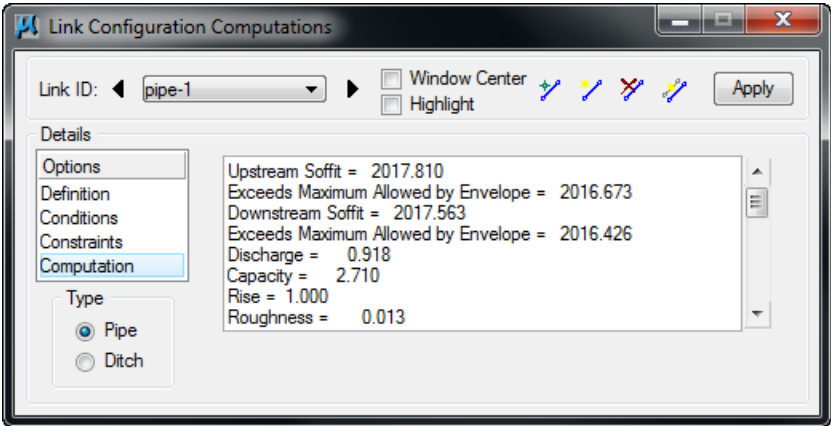 Link Configuration Computations
Link ID: pipe-1
Window Center
Highlight
Apply
Details
Options
Definition
Conditions
Constraints
Computation
Type
Pipe
Ditch
Upstream Soffit = 2017.810
Exceeds Maximum Allowed by Envelope = 2016.673
Downstream Soffit = 2017.563
Exceeds Maximum Allowed by Envelope = 2016.426
Discharge = 0.918
Capacity = 2.710
Rise = 1.000
Roughness = 0.013